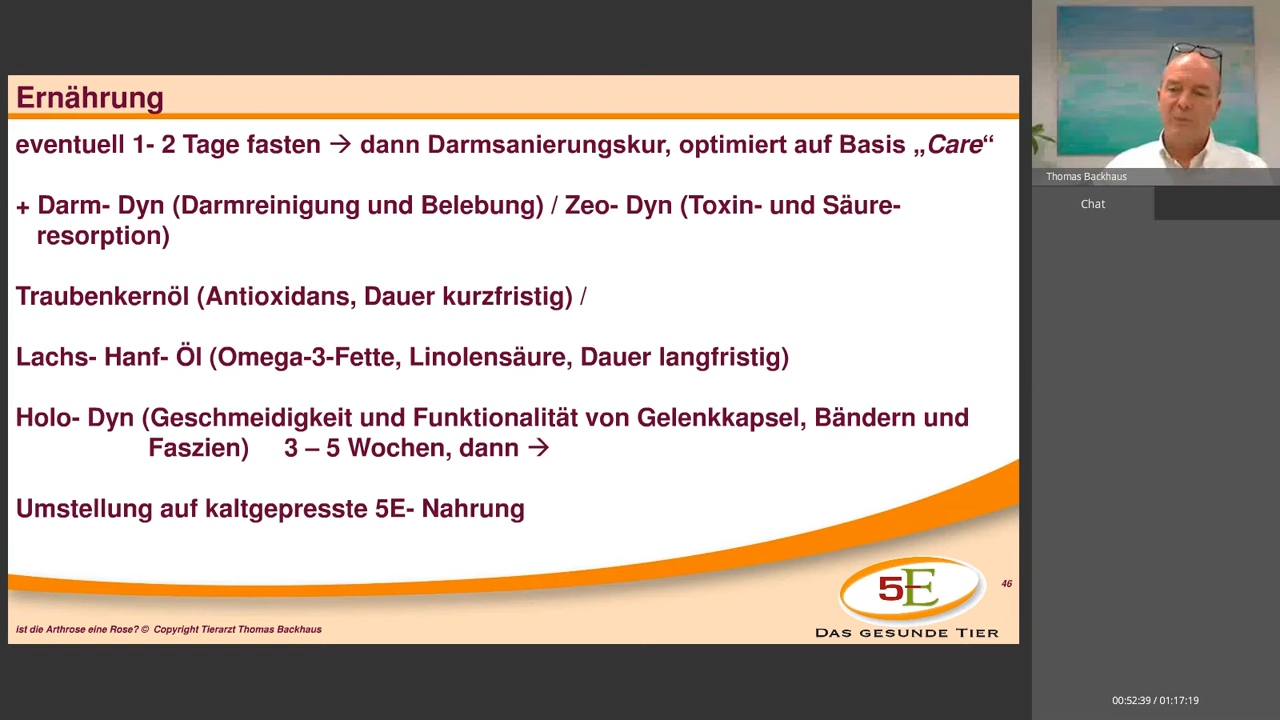 Ernährung
eventuell 1- 2 Tage fasten → dann Darmsanierungskur, optimiert auf Basis „Care“
+ Darm- Dyn (Darmreinigung und Belebung) / Zeo- Dyn (Toxin- und Säure-
resorption)
Traubenkernöl (Antioxidans, Dauer kurzfristig) /
Lachs- Hanf- Öl (Omega-3-Fette, Linolensäure, Dauer langfristig)
Holo- Dyn (Geschmeidigkeit und Funktionalität von Gelenkkapsel, Bändern und
Faszien) 3 – 5 Wochen, dann →
Umstellung auf kaltgepresste 5E- Nahrung
5E
46
ist die Arthrose eine Rose? © Copyright Tierarzt Thomas Backhaus
DAS GESUNDE TIER
Thomas Backhaus
Chat
00:52:39 / 01:17:19